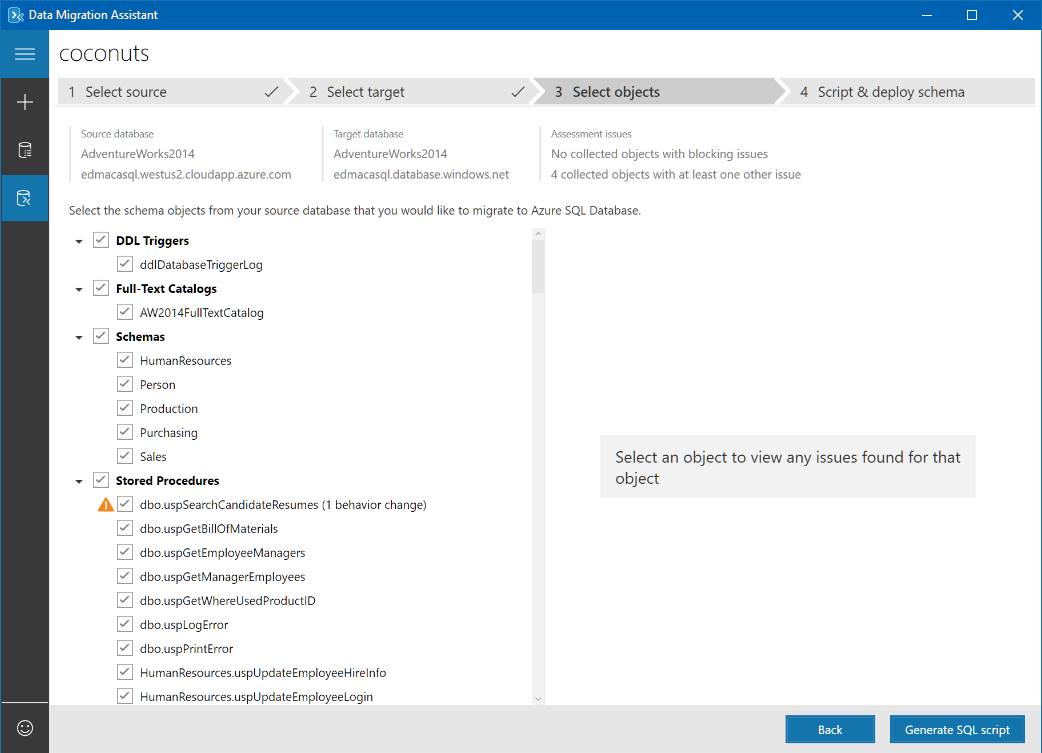 Data Migration Assistant
coconuts
1 Select source
2 Select target
3 Select objects
4 Script & deploy schema
Source database
AdventureWorks2014
edmacasql.westus2.cloudapp.azure.com
Target database
AdventureWorks2014
edmacasql.database.windows.net
Assessment issues
No collected objects with blocking issues
4 collected objects with at least one other issue
Select the schema objects from your source database that you would like to migrate to Azure SQL Database.
DDL Triggers
ddlDatabaseTriggerLog
Full-Text Catalogs
AW2014FullTextCatalog
Schemas
HumanResources
Person
Production
Purchasing
Sales
Stored Procedures
dbo.uspSearchCandidateResumes (1 behavior change)
dbo.uspGetBillOfMaterials
dbo.uspGetEmployeeManagers
dbo.uspGetManagerEmployees
dbo.uspGetWhereUsedProductID
dbo.uspLogError
dbo.uspPrintError
HumanResources.uspUpdateEmployeeHireInfo
HumanResources.uspUpdateEmployeeLogin
Select an object to view any issues found for that
object
Back
Generate SQL script